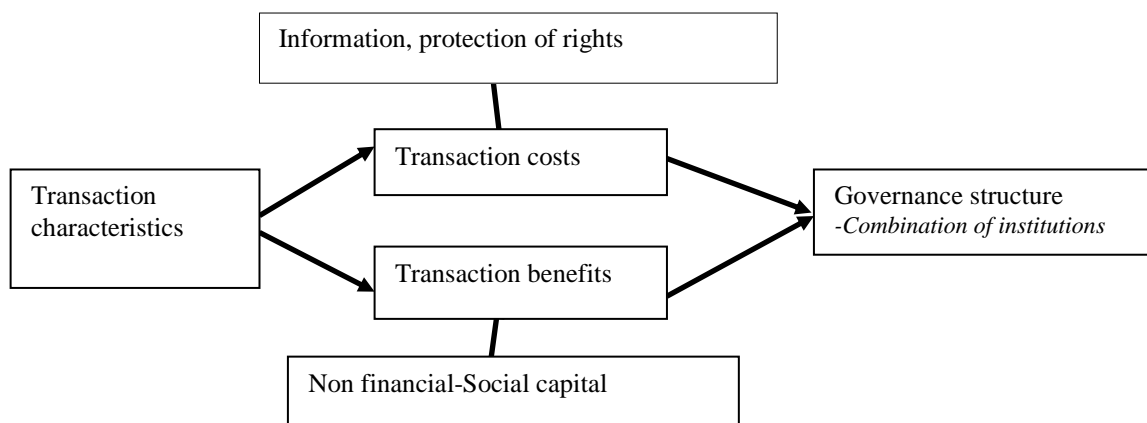 Information, protection of rights
Transaction costs
Transaction
characteristics
Governance structure
-Combination of institutions
Transaction benefits
Non financial-Social capital